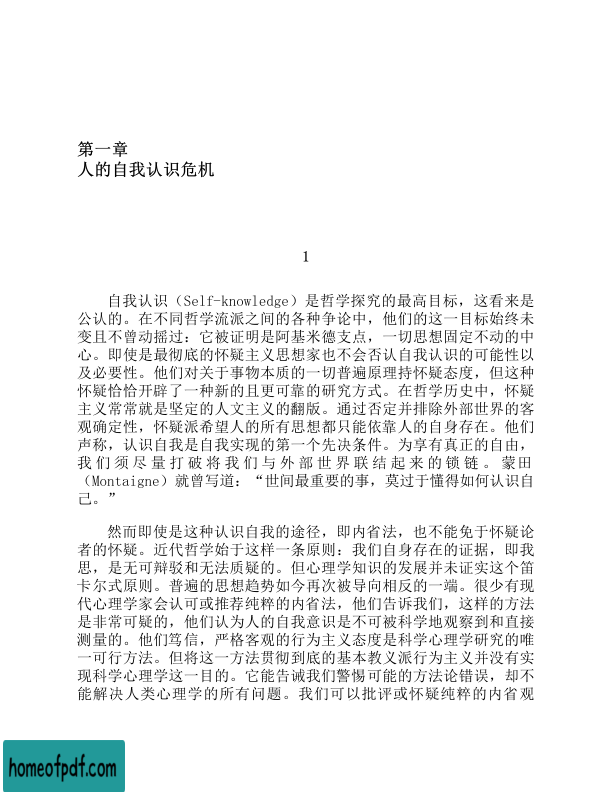 第一章
人的自我认识危机
1
自我认识（Self-knowledge）是哲学探究的最高目标，这看来是
公认的。在不同哲学流派之间的各种争论中，他们的这一目标始终未
变且不曾动摇过：它被证明是阿基米德支点，一切思想固定不动的中
心。即使是最彻底的怀疑主义思想家也不会否认自我认识的可能性以
及必要性。他们对关于事物本质的一切普遍原理持怀疑态度，但这种
怀疑恰恰开辟了一种新的且更可靠的研究方式。在哲学历史中，怀疑
主义常常就是坚定的人文主义的翻版。通过否定并排除外部世界的客
观确定性，怀疑派希望人的所有思想都只能依靠人的自身存在。他们
声称，认识自我是自我实现的第一个先决条件。为享有真正的自由，
我们须尽量打破将我们与外部世界联结起来的锁链。蒙田
（Montaigne）就曾写道：“世间最重要的事，莫过于懂得如何认识自
己。”
然而即使是这种认识自我的途径，即内省法，也不能免于怀疑论
者的怀疑。近代哲学始于这样一条原则：我们自身存在的证据，即我
思，是无可辩驳和无法质疑的。但心理学知识的发展并未证实这个笛
卡尔式原则。普遍的思想趋势如今再次被导向相反的一端。很少有现
代心理学家会认可或推荐纯粹的内省法，他们告诉我们，这样的方法
是非常可疑的，他们认为人的自我意识是不可被科学地观察到和直接
测量的。他们笃信，严格客观的行为主义态度是科学心理学研究的唯
一可行方法。但将这一方法贯彻到底的基本教义派行为主义并没有实
现科学心理学这一目的。它能告诫我们警惕可能的方法论错误，却不
能解决人类心理学的所有问题。我们可以批评或怀疑纯粹的内省观
homeofpdf.com